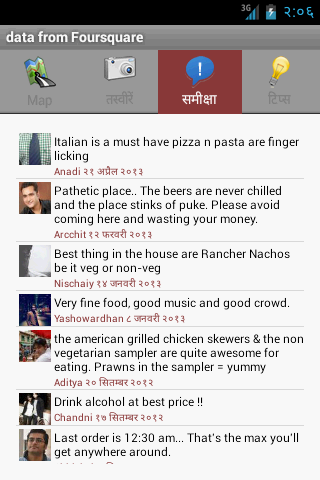 3G २:०६
data from Foursquare
Map तस्वीरें समीक्षा टिप्स
Italian is a must have pizza n pasta are finger
licking
Anadi २१ अप्रैल २०१३
Pathetic place.. The beers are never chilled
and the place stinks of puke. Please avoid
coming here and wasting your money.
Arcchit १२ फरवरी २०१३
Best thing in the house are Rancher Nachos
be it veg or non-veg
Nischaiy १४ जनवरी २०१३
Very fine food, good music and good crowd.
Yashowardhan ८ जनवरी २०१३
the american grilled chicken skewers & the non
vegetarian sampler are quite awesome for
eating. Prawns in the sampler = yummy
Aditya २० सितम्बर २०१२
Drink alcohol at best price !!
Chandni १७ सितम्बर २०१२
Last order is 12:30 am... That's the max you'll
get anywhere around.